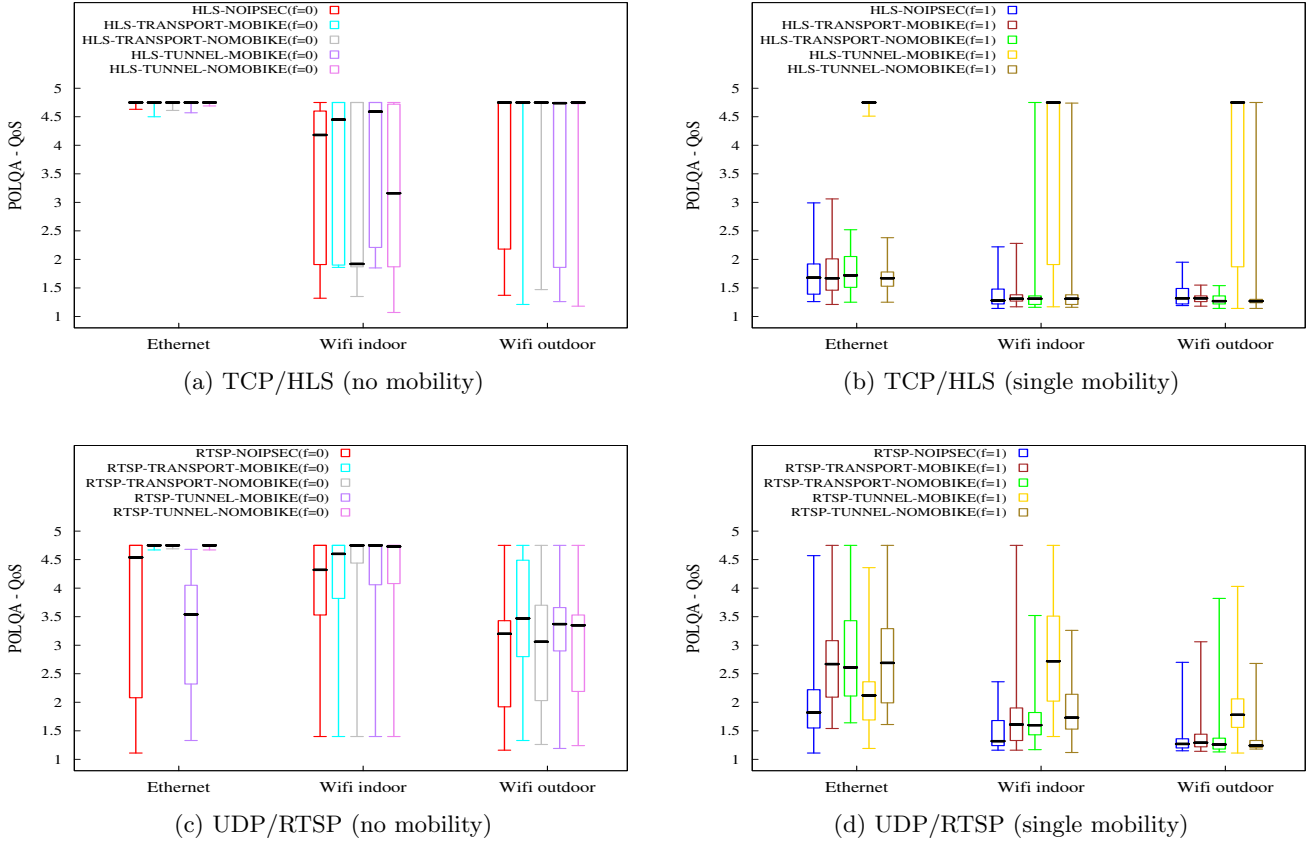 HLS-NOIPSEC(f=0)
HLS-TRANSPORT-MOBIKE(f=0)
HLS-TRANSPORT-NOMOBIKE(f=0)
HLS-TUNNEL-MOBIKE(f=0)
HLS-TUNNEL-NOMOBIKE(f=0)
POLQA - QoS
5
4.5
4
3.5
3
2.5
2
1.5
1
Ethernet Wifi indoor Wifi outdoor
(a) TCP/HLS (no mobility)
HLS-NOIPSEC(f=1)
HLS-TRANSPORT-MOBIKE(f=1)
HLS-TRANSPORT-NOMOBIKE(f=1)
HLS-TUNNEL-MOBIKE(f=1)
HLS-TUNNEL-NOMOBIKE(f=1)
POLQA - QoS
5
4.5
4
3.5
3
2.5
2
1.5
1
Ethernet Wifi indoor Wifi outdoor
(b) TCP/HLS (single mobility)
RTSP-NOIPSEC(f=0)
RTSP-TRANSPORT-MOBIKE(f=0)
RTSP-TRANSPORT-NOMOBIKE(f=0)
RTSP-TUNNEL-MOBIKE(f=0)
RTSP-TUNNEL-NOMOBIKE(f=0)
POLQA - QoS
5
4.5
4
3.5
3
2.5
2
1.5
1
Ethernet Wifi indoor Wifi outdoor
(c) UDP/RTSP (no mobility)
RTSP-NOIPSEC(f=1)
RTSP-TRANSPORT-MOBIKE(f=1)
RTSP-TRANSPORT-NOMOBIKE(f=1)
RTSP-TUNNEL-MOBIKE(f=1)
RTSP-TUNNEL-NOMOBIKE(f=1)
POLQA - QoS
5
4.5
4
3.5
3
2.5
2
1.5
1
Ethernet Wifi indoor Wifi outdoor
(d) UDP/RTSP (single mobility)